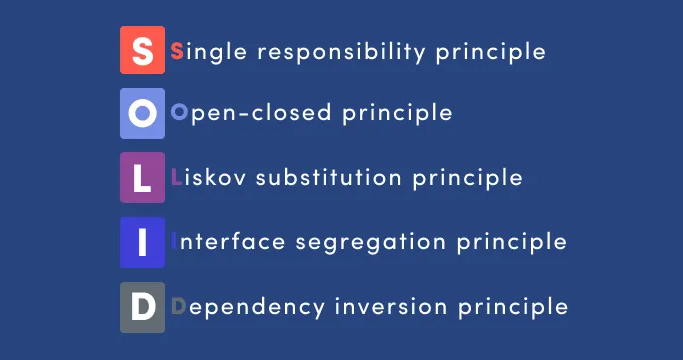 S Single responsibility principle
O Open-closed principle
L Liskov substitution principle
I Interface segregation principle
D Dependency inversion principle